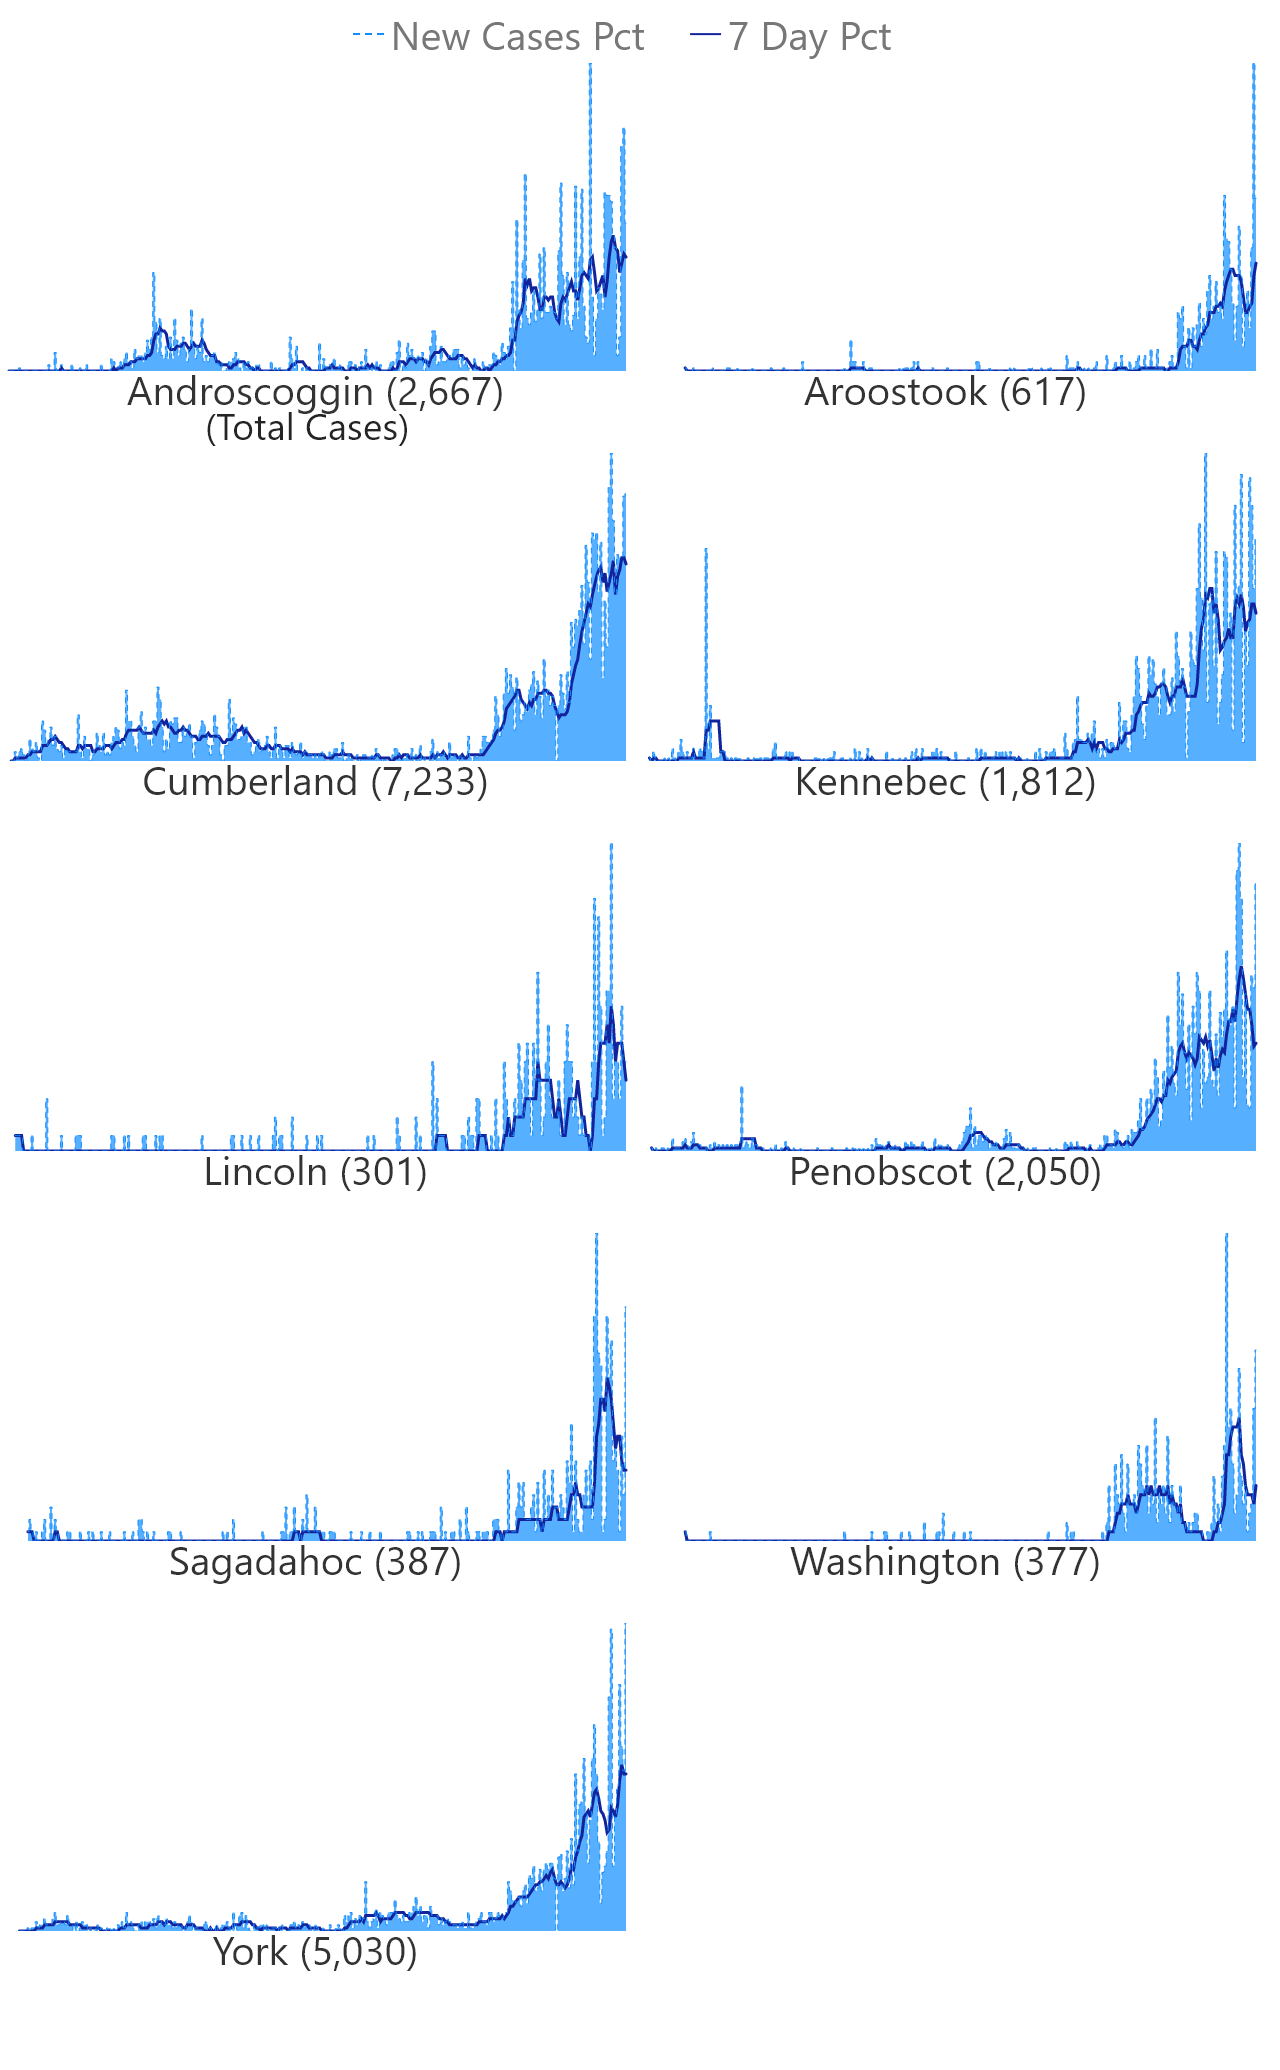 New Cases Pct 7 Day Pct
Androscoggin (2,667) Aroostook (617)
(Total Cases)
Cumberland (7,233) Kennebec (1,812)
Lincoln (301) Penobscot (2,050)
Sagadahoc (387) Washington (377)
York (5,030)